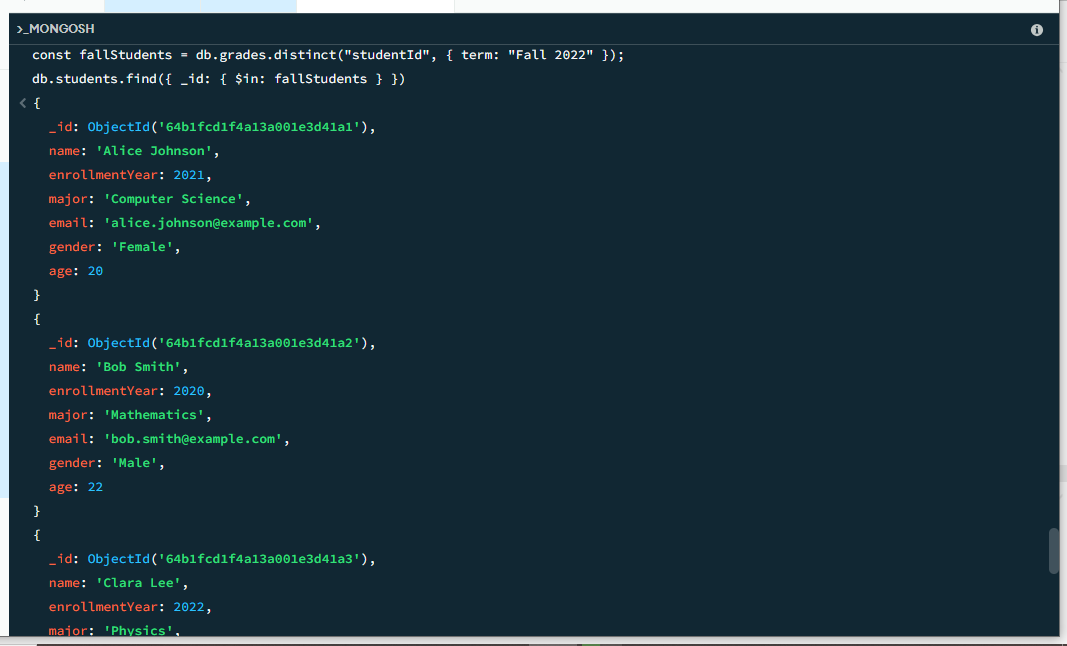 >_MONGOSH
const fallStudents = db.grades.distinct("studentId", { term: "Fall 2022" });
db.students.find({ _id: { $in: fallStudents } })
< {
_id: ObjectId('64b1fcd1f4a13a001e3d41a1'),
name: 'Alice Johnson',
enrollmentYear: 2021,
major: 'Computer Science',
email: 'alice.johnson@example.com',
gender: 'Female',
age: 20
}
{
_id: ObjectId('64b1fcd1f4a13a001e3d41a2'),
name: 'Bob Smith',
enrollmentYear: 2020,
major: 'Mathematics',
email: 'bob.smith@example.com',
gender: 'Male',
age: 22
}
{
_id: ObjectId('64b1fcd1f4a13a001e3d41a3'),
name: 'Clara Lee',
enrollmentYear: 2022,
major: 'Physics',